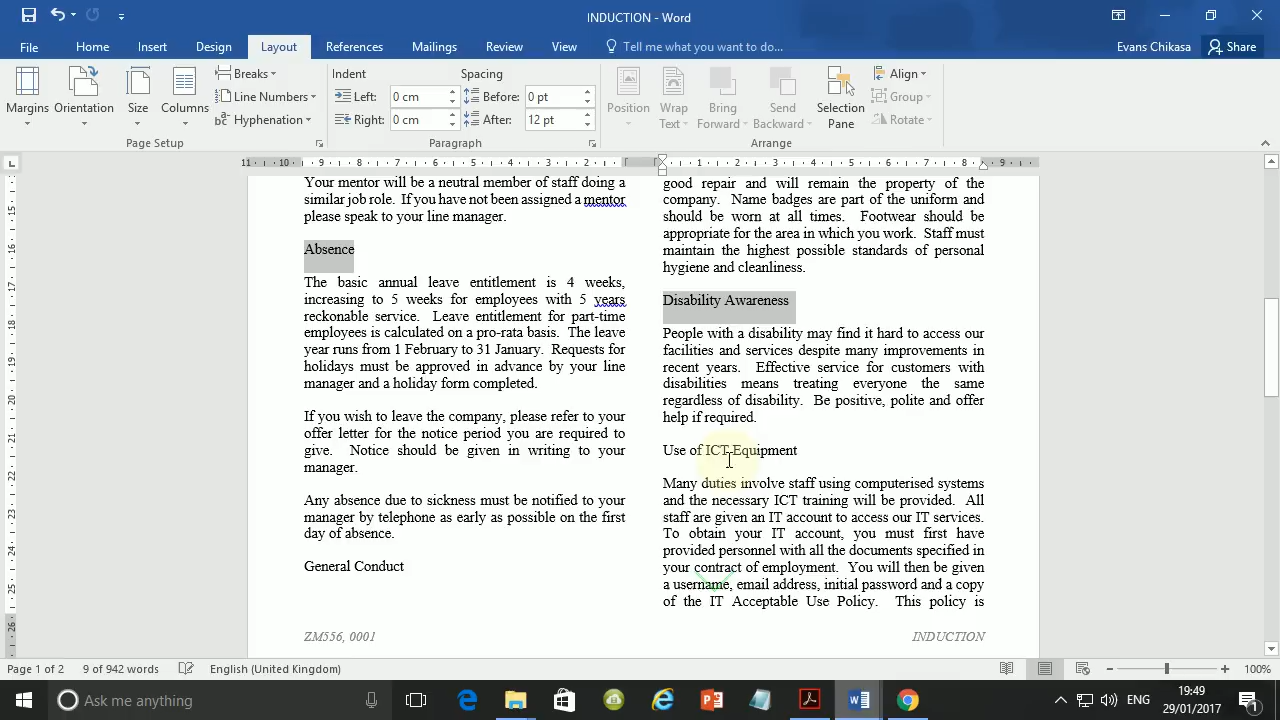 INDUCTION - Word
File Home Insert Design Layout References Mailings Review View Tell me what you want to do... Evans Chikasa Share
Margins
Orientation
Size
Columns
Breaks
Line Numbers
Hyphenation
Page Setup
Indent
Left: 0 cm
Right: 0 cm
Spacing
Before: 0 pt
After: 12 pt
Paragraph
Position
Wrap
Text
Bring
Forward
Send
Backward
Selection
Pane
Align
Group
Rotate
Arrange
11 10 9 8 7 6 5 4 3 2 1 2 3 4 5 6 7 8 9
Your mentor will be a neutral member of staff doing a
similar job role. If you have not been assigned a mentor
please speak to your line manager.
Absence
The basic annual leave entitlement is 4 weeks,
increasing to 5 weeks for employees with 5 years
reckonable service. Leave entitlement for part-time
employees is calculated on a pro-rata basis. The leave
year runs from 1 February to 31 January. Requests for
holidays must be approved in advance by your line
manager and a holiday form completed.
If you wish to leave the company, please refer to your
offer letter for the notice period you are required to
give. Notice should be given in writing to your
manager.
Any absence due to sickness must be notified to your
manager by telephone as early as possible on the first
day of absence.
General Conduct
good repair and will remain the property of the
company. Name badges are part of the uniform and
should be worn at all times. Footwear should be
appropriate for the area in which you work. Staff must
maintain the highest possible standards of personal
hygiene and cleanliness.
Disability Awareness
People with a disability may find it hard to access our
facilities and services despite many improvements in
recent years. Effective service for customers with
disabilities means treating everyone the same
regardless of disability. Be positive, polite and offer
help if required.
Use of ICT Equipment
Many duties involve staff using computerised systems
and the necessary ICT training will be provided. All
staff are given an IT account to access our IT services.
To obtain your IT account, you must first have
provided personnel with all the documents specified in
your contract of employment. You will then be given
a username, email address, initial password and a copy
of the IT Acceptable Use Policy. This policy is
ZM556, 0001 INDUCTION
Page 1 of 2 9 of 942 words English (United Kingdom) 100%
Ask me anything
ENG
19:49
29/01/2017
1